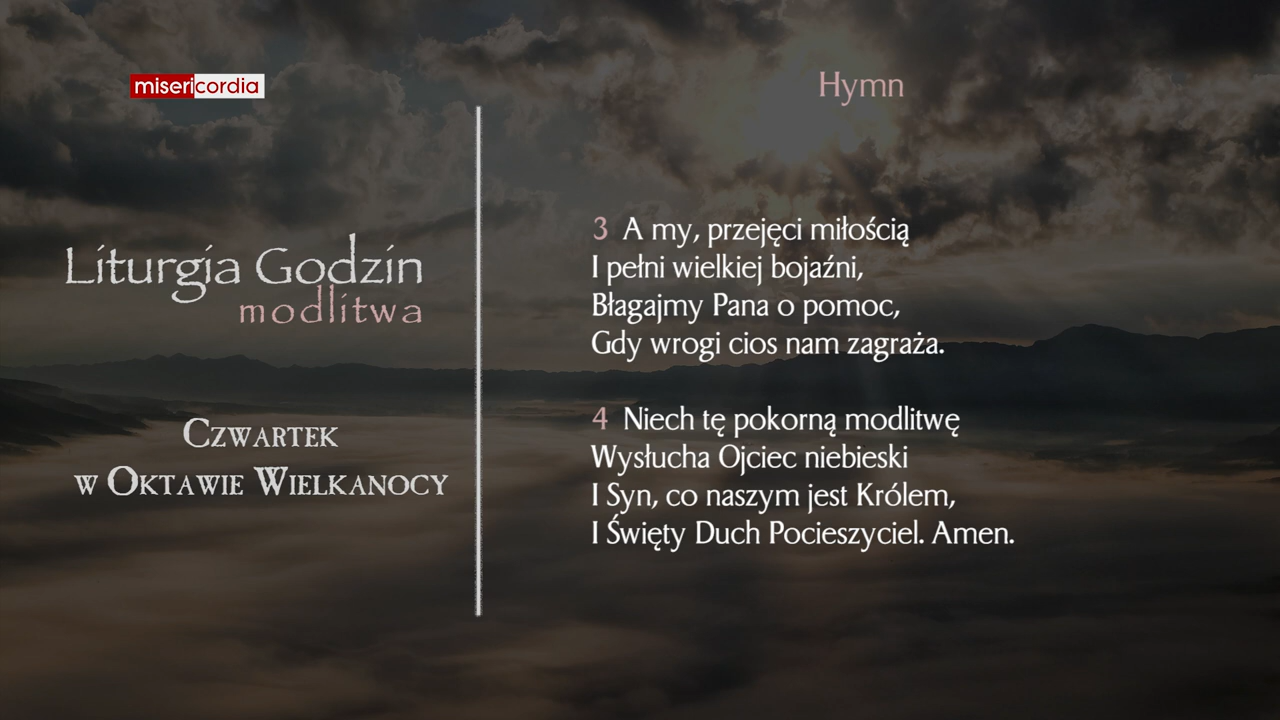 misericordia
Liturgia Godzin
modlitwa
Czwartek
w Oktawie Wielkanocy
Hymn
3 A my, przejęci miłością
I pełni wielkiej bojaźni,
Błagajmy Pana o pomoc,
Gdy wrogi cios nam zagraża.
4 Niech tę pokorną modlitwę
Wysłucha Ojciec niebieski
I Syn, co naszym jest Królem,
I Święty Duch Pocieszyciel. Amen.